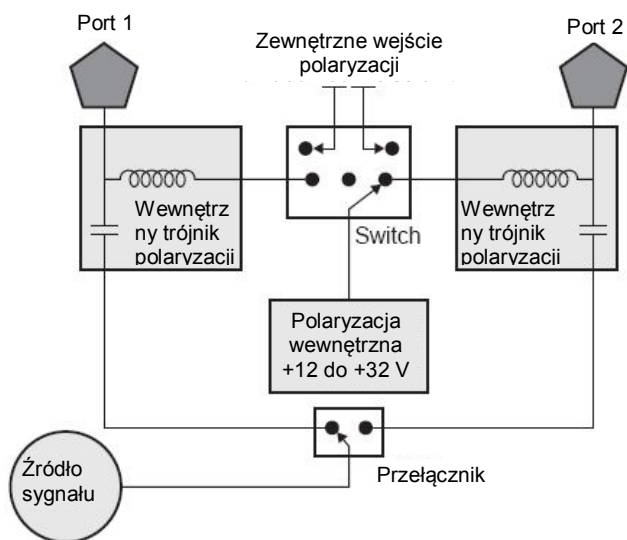 Port 1
Port 2
Zewnętrzne wejście
polaryzacji
Wewnętrz
ny trójnik
polaryzacji
Switch
Wewnętrz
ny trójnik
polaryzacji
Polaryzacja
wewnętrzna
+12 do +32 V
Źródło
sygnału
Przełącznik